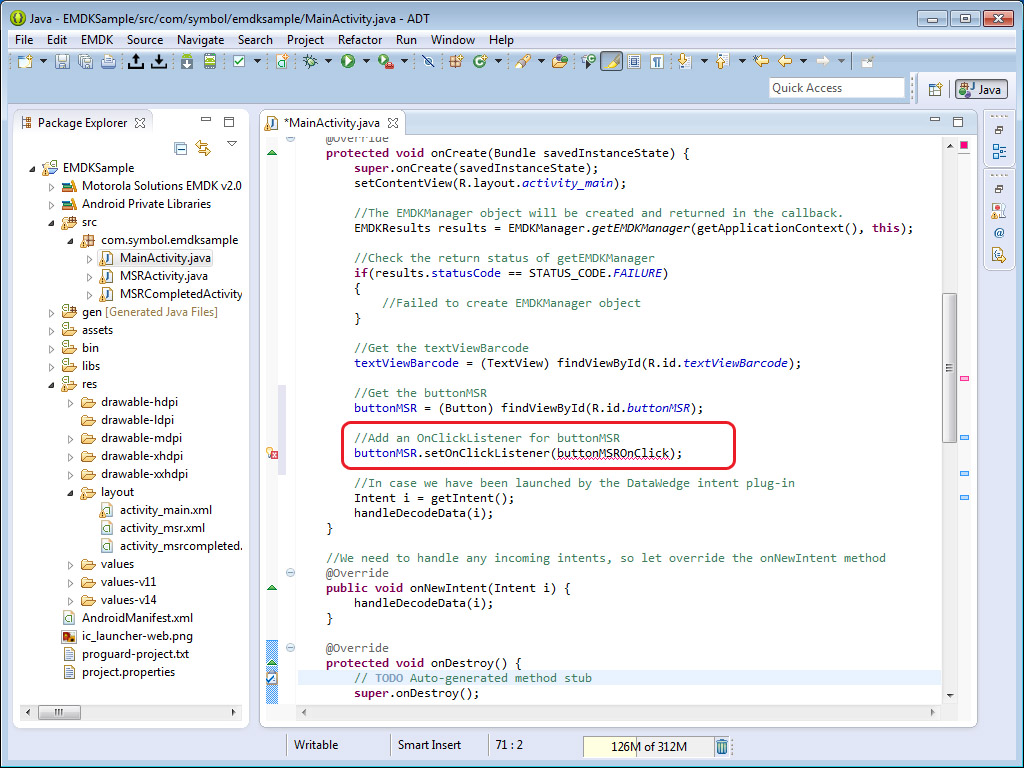 Java - EMDKSample/src/com/symbol/emdksample/MainActivity.java - ADT
File Edit EMDK Source Navigate Search Project Refactor Run Window Help
Quick Access
Java
Package Explorer
EMDKSample
Motorola Solutions EMDK v2.0
Android Private Libraries
src
com.symbol.emdksample
MainActivity.java
MSRActivity.java
MSRCompletedActivity
gen [Generated Java Files]
assets
bin
libs
res
drawable-hdpi
drawable-ldpi
drawable-mdpi
drawable-xhdpi
drawable-xxhdpi
layout
activity_main.xml
activity_msr.xml
activity_msrcompleted.
values
values-v11
values-v14
AndroidManifest.xml
ic_launcher-web.png
proguard-project.txt
project.properties
*MainActivity.java
@Override
protected void onCreate(Bundle savedInstanceState) {
super.onCreate(savedInstanceState);
setContentView(R.layout.activity_main);
//The EMDKManager object will be created and returned in the callback.
EMDKResults results = EMDKManager.getEMDKManager(getApplicationContext(), this);
//Check the return status of getEMDKManager
if(results.statusCode == STATUS_CODE.FAILURE)
{
//Failed to create EMDKManager object
}
//Get the textViewBarcode
textViewBarcode = (TextView) findViewById(R.id.textViewBarcode);
//Get the buttonMSR
buttonMSR = (Button) findViewById(R.id.buttonMSR);
//Add an OnClickListener for buttonMSR
buttonMSR.setOnClickListener(buttonMSROnClick);
//In case we have been launched by the DataWedge intent plug-in
Intent i = getIntent();
handleDecodeData(i);
}
//We need to handle any incoming intents, so let override the onNewIntent method
@Override
public void onNewIntent(Intent i) {
handleDecodeData(i);
}
@Override
protected void onDestroy() {
// TODO Auto-generated method stub
super.onDestroy();
Writable
Smart Insert
71 : 2
126M of 312M